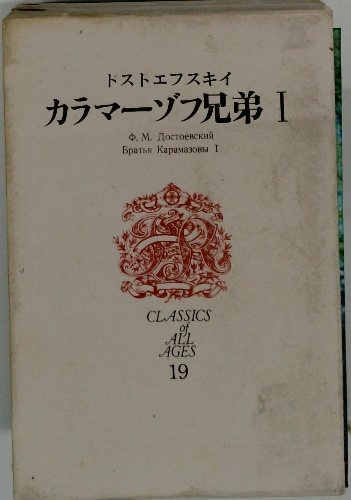 ドストエフスキイ
カラマーゾフ兄弟 I
Ф. М. Достоевский
Братья Карамазовы I
CLASSICS
of
ALL
AGES
19